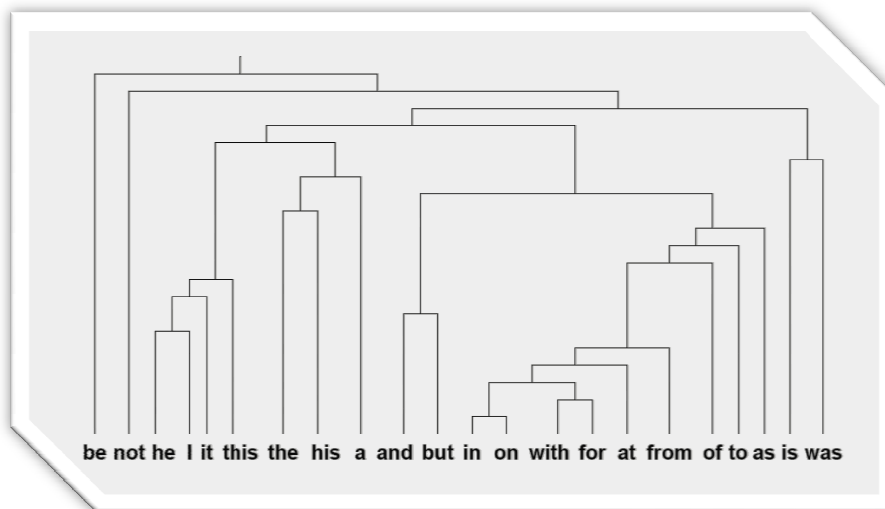 be not he I it this the his a and but in on with for at from of to as is was